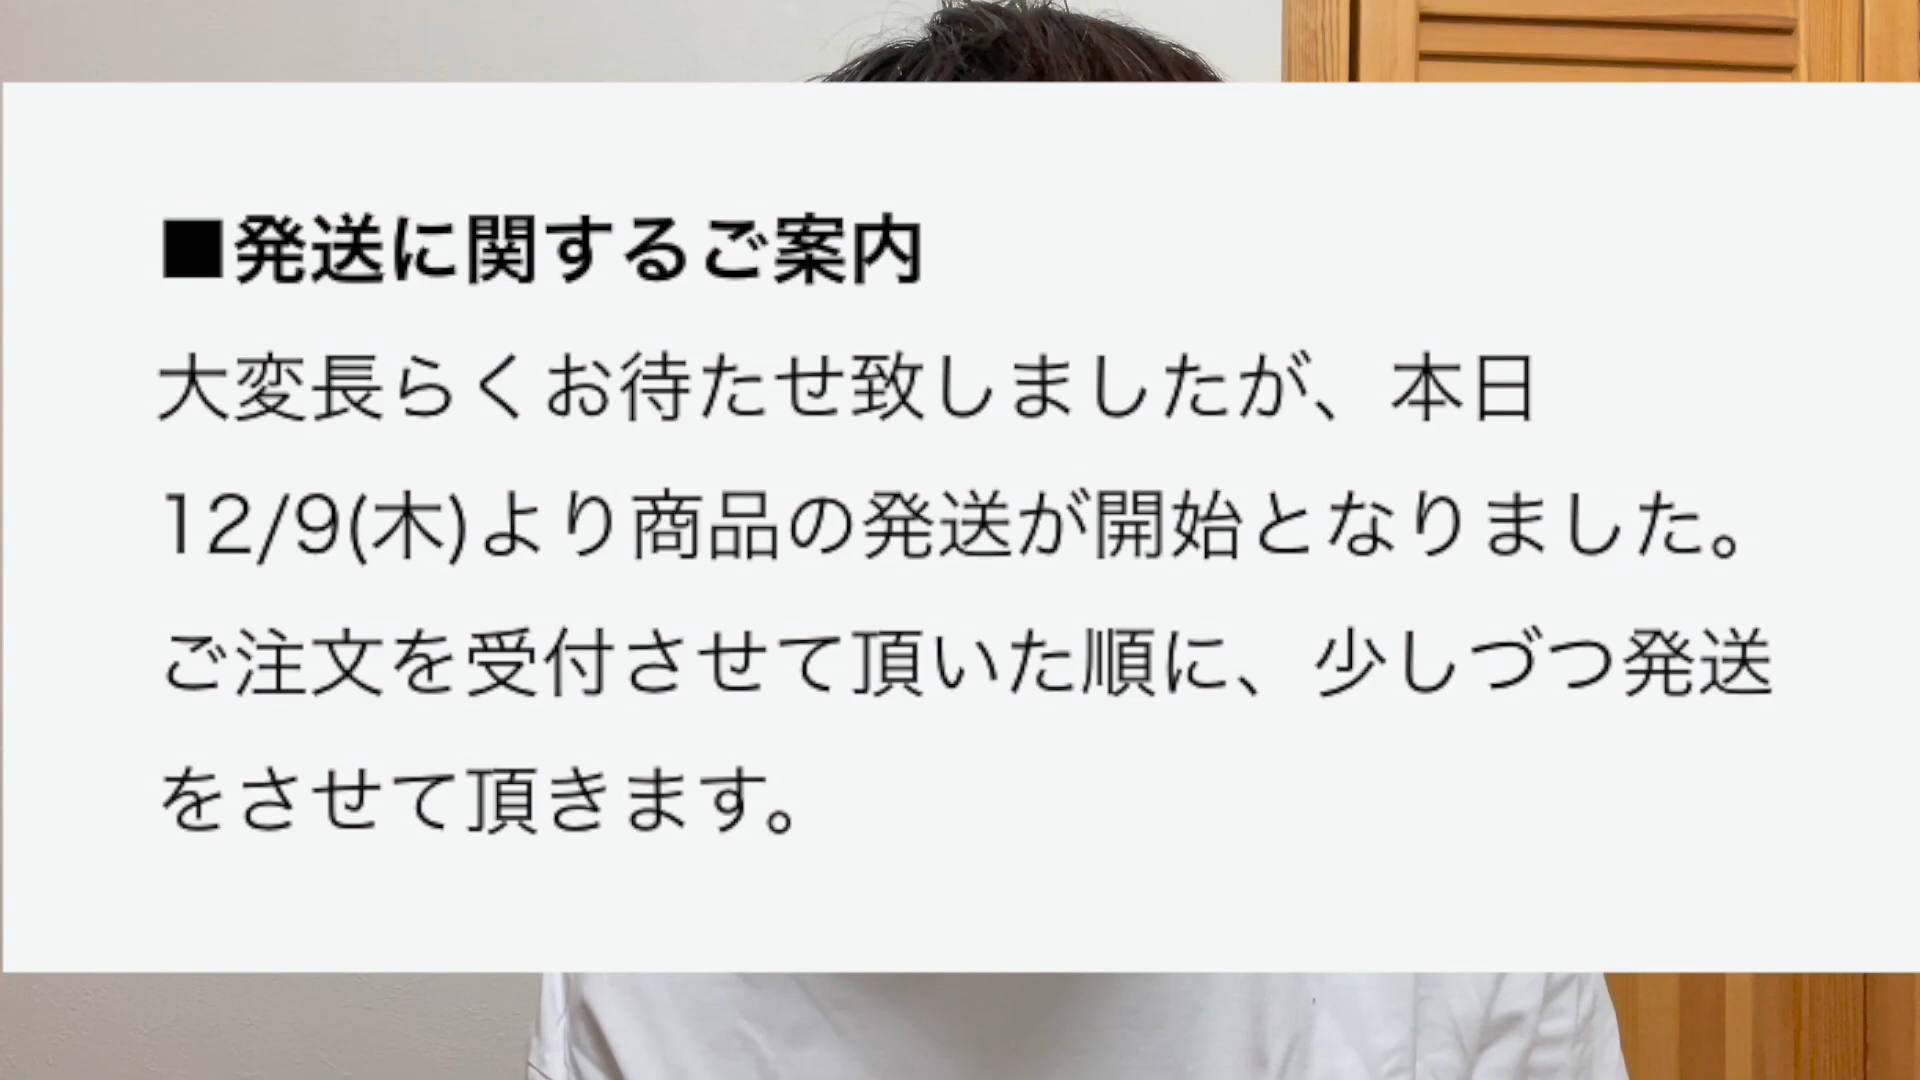 ■発送に関するご案内
大変長らくお待たせ致しましたが、本日
12/9(木)より商品の発送が開始となりました。
ご注文を受付させて頂いた順に、少しづつ発送
をさせて頂きます。